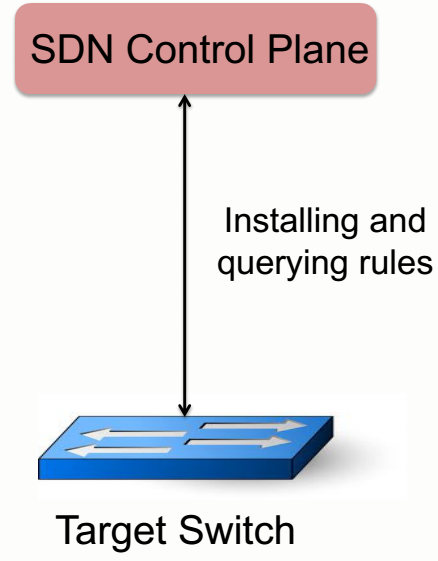 SDN Control Plane
Installing and
querying rules
Target Switch